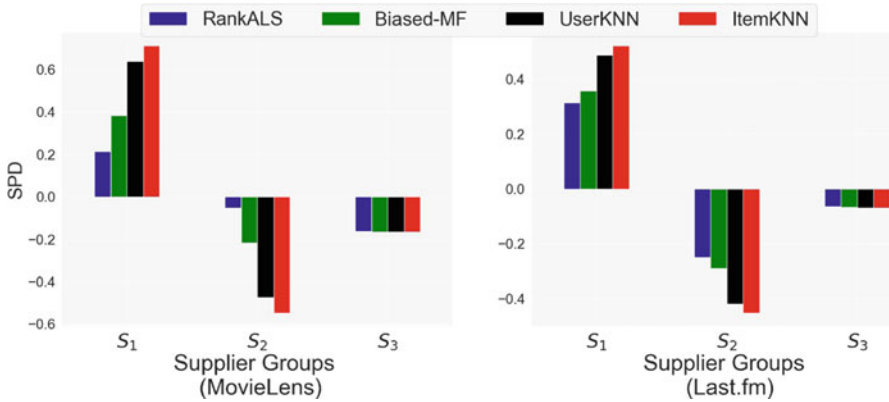 RankALS Biased-MF UserKNN ItemKNN
SPD
0.6
0.4
0.2
0.0
−0.2
−0.4
−0.6
S₁ S₂ S₃
Supplier Groups
(MovieLens)
0.4
0.2
0.0
−0.2
−0.4
S₁ S₂ S₃
Supplier Groups
(Last.fm)